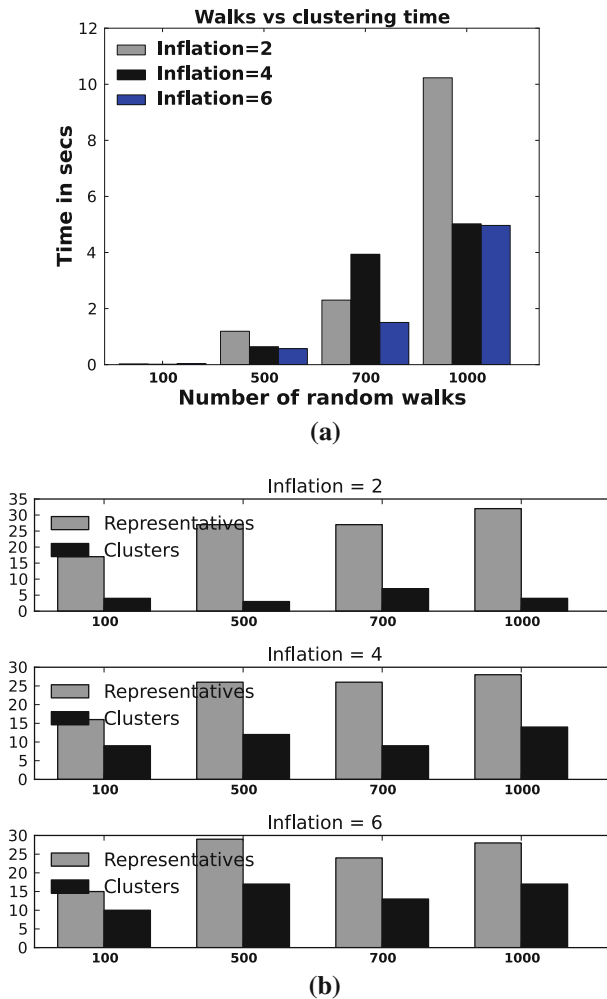 Walks vs clustering time
12
10
8
6
4
2
0
Time in secs
Inflation=2
Inflation=4
Inflation=6
100 500 700 1000
Number of random walks
(a)
Inflation = 2
35
30
25
20
15
10
5
0
Representatives
Clusters
100 500 700 1000
Inflation = 4
30
25
20
15
10
5
0
Representatives
Clusters
100 500 700 1000
Inflation = 6
30
25
20
15
10
5
0
Representatives
Clusters
100 500 700 1000
(b)